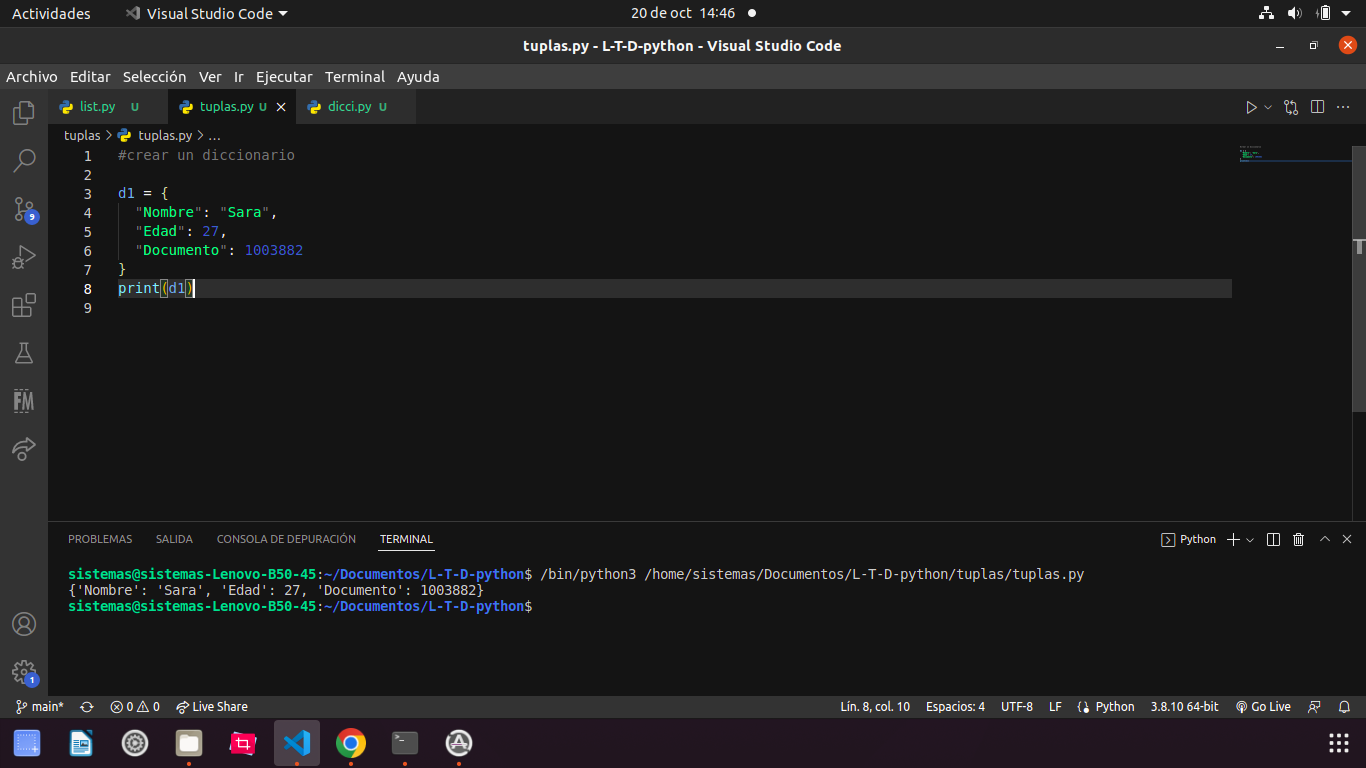 Actividades Visual Studio Code 20 de oct 14:46
tuplas.py - L-T-D-python - Visual Studio Code
Archivo Editar Selección Ver Ir Ejecutar Terminal Ayuda
list.py U tuplas.py U dicci.py U
tuplas > tuplas.py > ...
1 #crear un diccionario
2
3 d1 = {
4 "Nombre": "Sara",
5 "Edad": 27,
6 "Documento": 1003882
7 }
8 print(d1)
9
9
FM
PROBLEMAS SALIDA CONSOLA DE DEPURACIÓN TERMINAL Python
sistemas@sistemas-Lenovo-B50-45:~/Documentos/L-T-D-python$ /bin/python3 /home/sistemas/Documentos/L-T-D-python/tuplas/tuplas.py
{'Nombre': 'Sara', 'Edad': 27, 'Documento': 1003882}
sistemas@sistemas-Lenovo-B50-45:~/Documentos/L-T-D-python$
1
main* 0 0 Live Share Lín. 8, col. 10 Espacios: 4 UTF-8 LF Python 3.8.10 64-bit Go Live